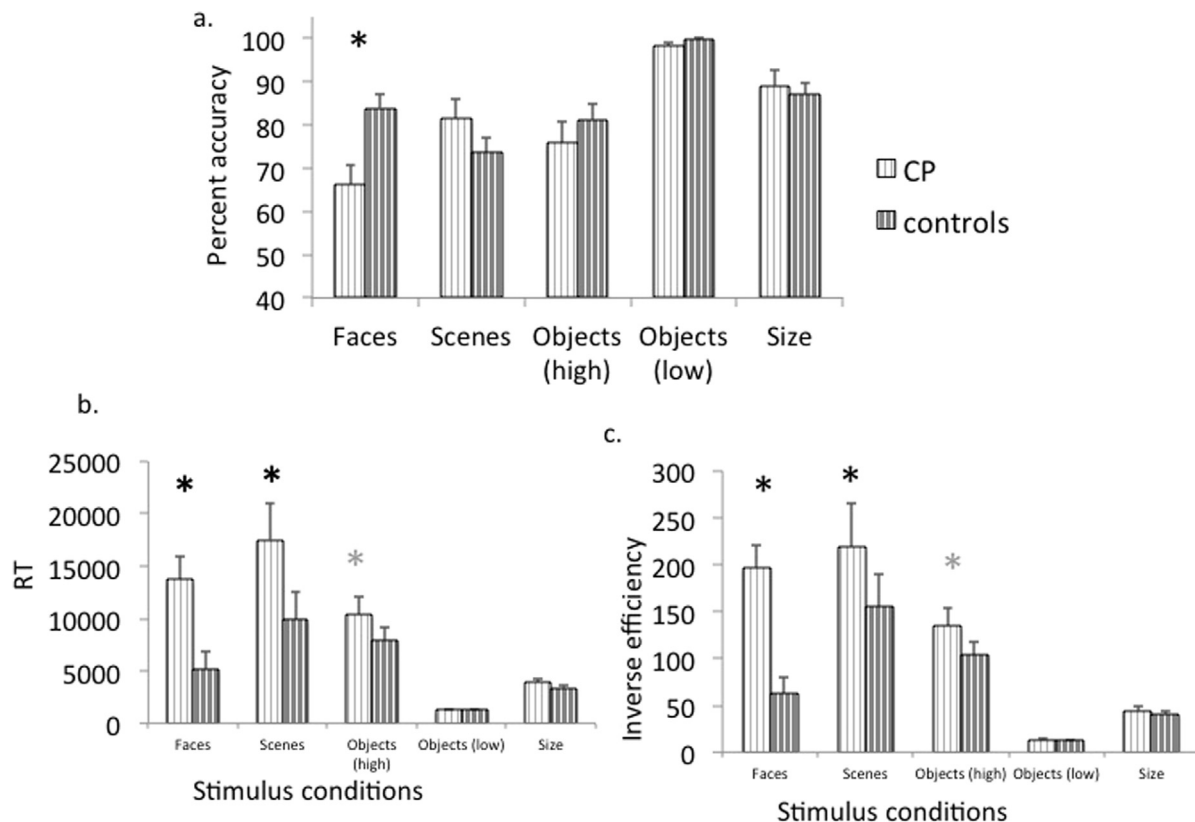 a.
*
Percent accuracy
100
90
80
70
60
50
40
Faces Scenes Objects (high) Objects (low) Size
CP
controls
b.
RT
25000
20000
15000
10000
5000
0
* * *
Faces Scenes Objects (high) Objects (low) Size
Stimulus conditions
c.
Inverse efficiency
300
250
200
150
100
50
0
* * *
Faces Scenes Objects (high) Objects (low) Size
Stimulus conditions